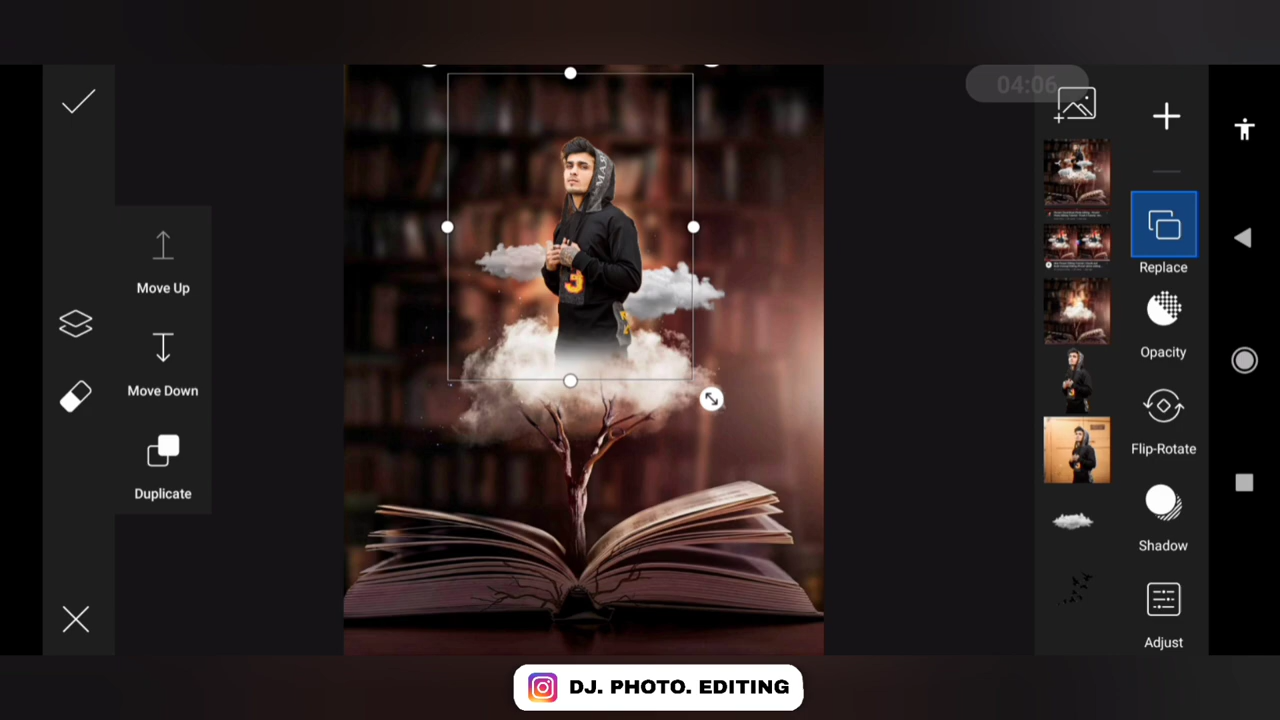 04:06
Move Up
Move Down
Duplicate
Replace
Opacity
Flip-Rotate
Shadow
Adjust
DJ. PHOTO. EDITING